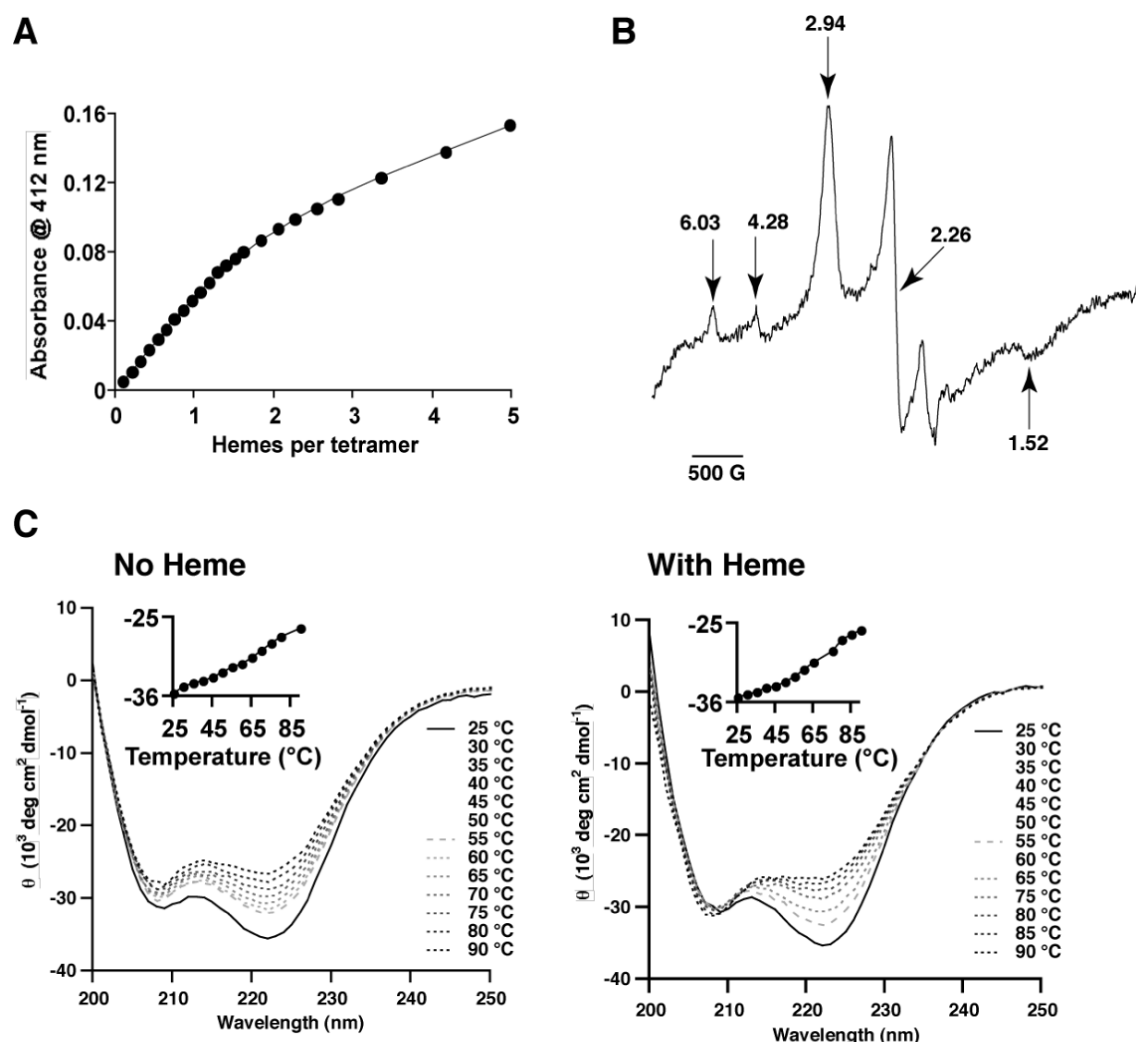 A
Absorbance @ 412 nm
0.16
0.12
0.08
0.04
0
0 1 2 3 4 5
Hemes per tetramer
B
2.94
6.03
4.28
2.26
1.52
500 G
C
No Heme
θ (10³ deg cm² dmol⁻¹)
10
0
-10
-20
-30
-40
200 210 220 230 240 250
Wavelength (nm)
-25
-36
25 45 65 85
Temperature (°C)
25 °C
30 °C
35 °C
40 °C
45 °C
50 °C
55 °C
60 °C
65 °C
70 °C
75 °C
80 °C
90 °C
With Heme
θ (10³ deg cm² dmol⁻¹)
10
0
-10
-20
-30
-40
200 210 220 230 240 250
Wavelength (nm)
-25
-36
25 45 65 85
Temperature (°C)
25 °C
30 °C
35 °C
40 °C
45 °C
50 °C
55 °C
60 °C
65 °C
75 °C
80 °C
85 °C
90 °C